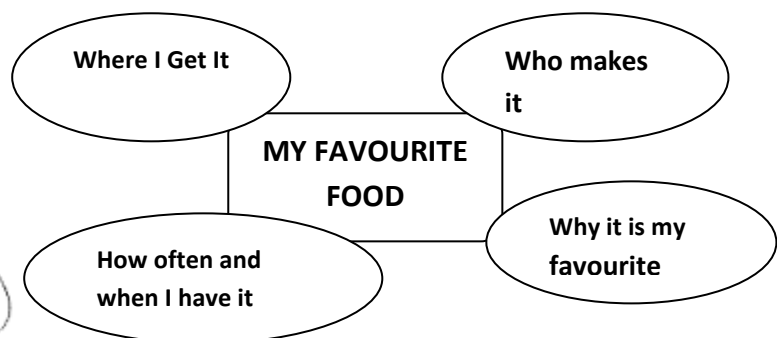 Where I Get It
Who makes
it
MY FAVOURITE
FOOD
How often and
when I have it
Why it is my
favourite